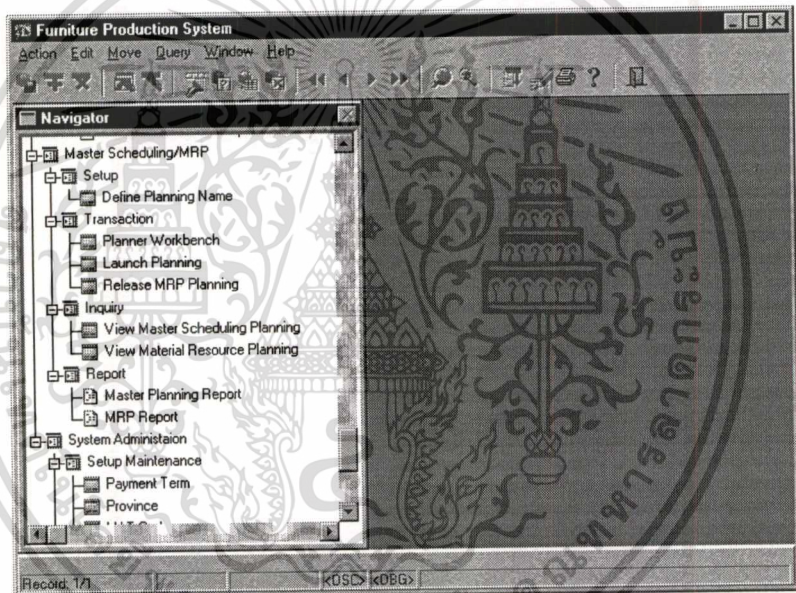 Furniture Production System
Action Edit Move Query Window Help
Navigator
Master Scheduling/MRP
Setup
Define Planning Name
Transaction
Planner Workbench
Launch Planning
Release MRP Planning
Inquiry
View Master Scheduling Planning
View Material Resource Planning
Report
Master Planning Report
MRP Report
System Administaion
Setup Maintenance
Payment Term
Province
Record: 1/1 <OSC> <DBG>